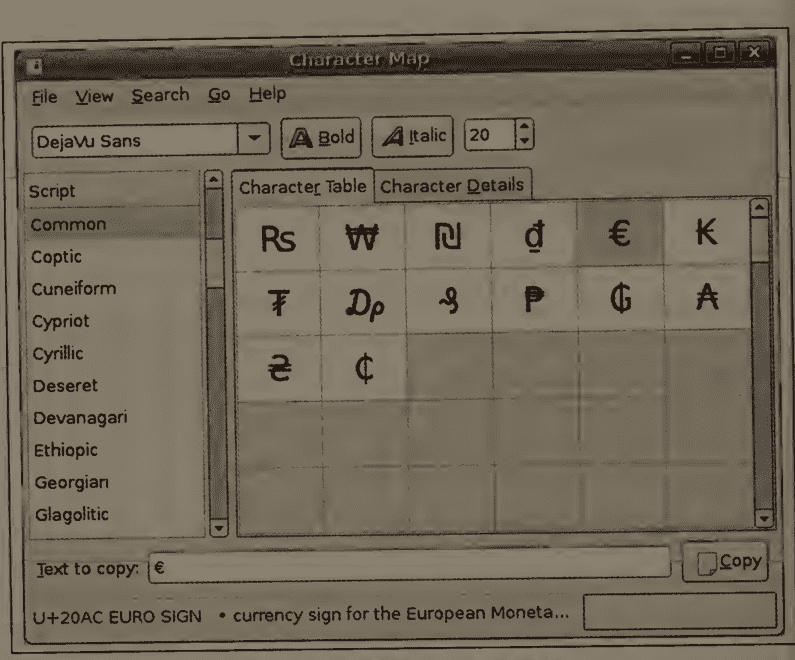 Character Map
File View Search Go Help
DejaVu Sans Bold Italic 20
Script
Common
Coptic
Cuneiform
Cypriot
Cyrillic
Deseret
Devanagari
Ethiopic
Georgian
Glagolitic
Character Table Character Details
₨ ₩ ₪ ₫ € ₭
₮ ₯ ₰ ₱ ₲ ₳
₴ ₵
Text to copy: € Copy
U+20AC EURO SIGN • currency sign for the European Moneta...